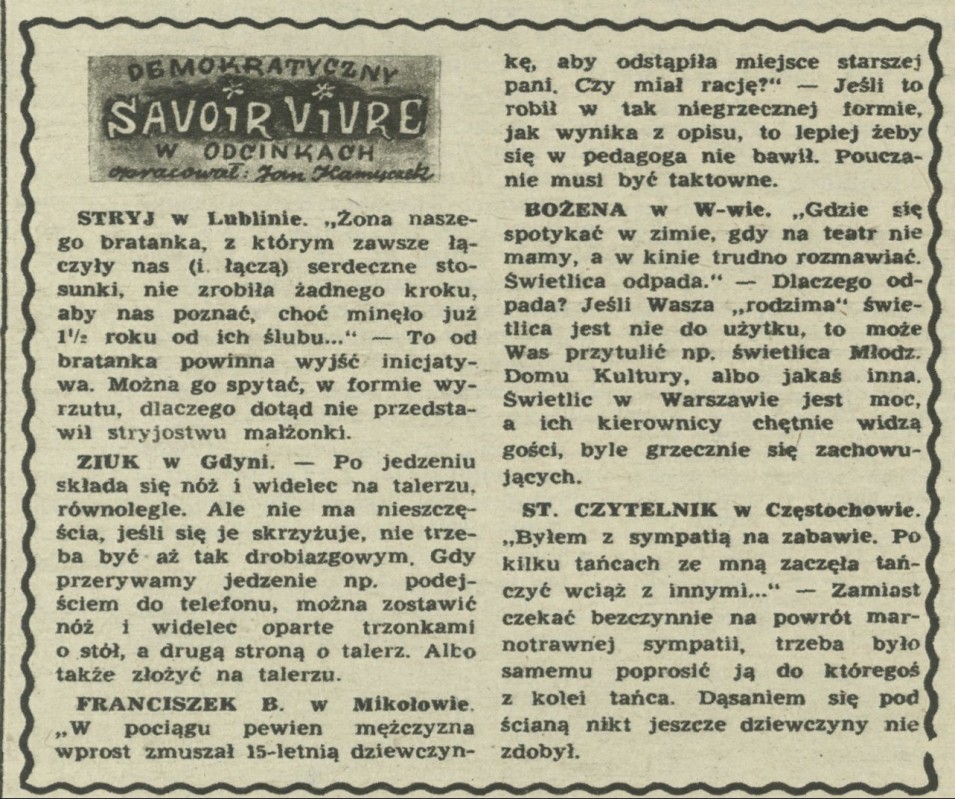 DEMOKRATYCZNY
SAVOIR VIVRE
W ODCINKACH
opracował: Jan Kamyczek
STRYJ w Lublinie. „Żona nasze-
go bratanka, z którym zawsze łą-
czyły nas (i łączą) serdeczne sto-
sunki, nie zrobiła żadnego kroku,
aby nas poznać, choć minęło już
1½ roku od ich ślubu...“ — To od
bratanka powinna wyjść inicjaty-
wa. Można go spytać, w formie wy-
rzutu, dlaczego dotąd nie przedsta-
wił stryjostwu małżonki.
ZIUK w Gdyni. — Po jedzeniu
składa się nóż i widelec na talerzu,
równolegle. Ale nie ma nieszczę-
ścia, jeśli się je skrzyżuje, nie trze-
ba być aż tak drobiazgowym. Gdy
przerywamy jedzenie np. podej-
ściem do telefonu, można zostawić
nóż i widelec oparte trzonkami
o stół, a drugą stroną o talerz. Albo
także złożyć na talerzu.
FRANCISZEK B. w Mikołowie.
„W pociągu pewien mężczyzna
wprost zmuszał 15-letnią dziewczyn-
kę, aby odstąpiła miejsce starszej
pani. Czy miał rację?“ — Jeśli to
robił w tak niegrzecznej formie,
jak wynika z opisu, to lepiej żeby
się w pedagoga nie bawił. Poucza-
nie musi być taktowne.
BOŻENA w W-wie. „Gdzie się
spotykać w zimie, gdy na teatr nie
mamy, a w kinie trudno rozmawiać.
Świetlica odpada.“ — Dlaczego od-
pada? Jeśli Wasza „rodzima“ świe-
tlica jest nie do użytku, to może
Was przytulić np. świetlica Młodz.
Domu Kultury, albo jakaś inna.
Świetlic w Warszawie jest moc,
a ich kierownicy chętnie widzą
gości, byle grzecznie się zachowu-
jących.
ST. CZYTELNIK w Częstochowie.
„Byłem z sympatią na zabawie. Po
kilku tańcach ze mną zaczęła tań-
czyć wciąż z innymi...“ — Zamiast
czekać bezczynnie na powrót mar-
notrawnej sympatii, trzeba było
samemu poprosić ją do któregoś
z kolei tańca. Dąsaniem się pod
ścianą nikt jeszcze dziewczyny nie
zdobył.